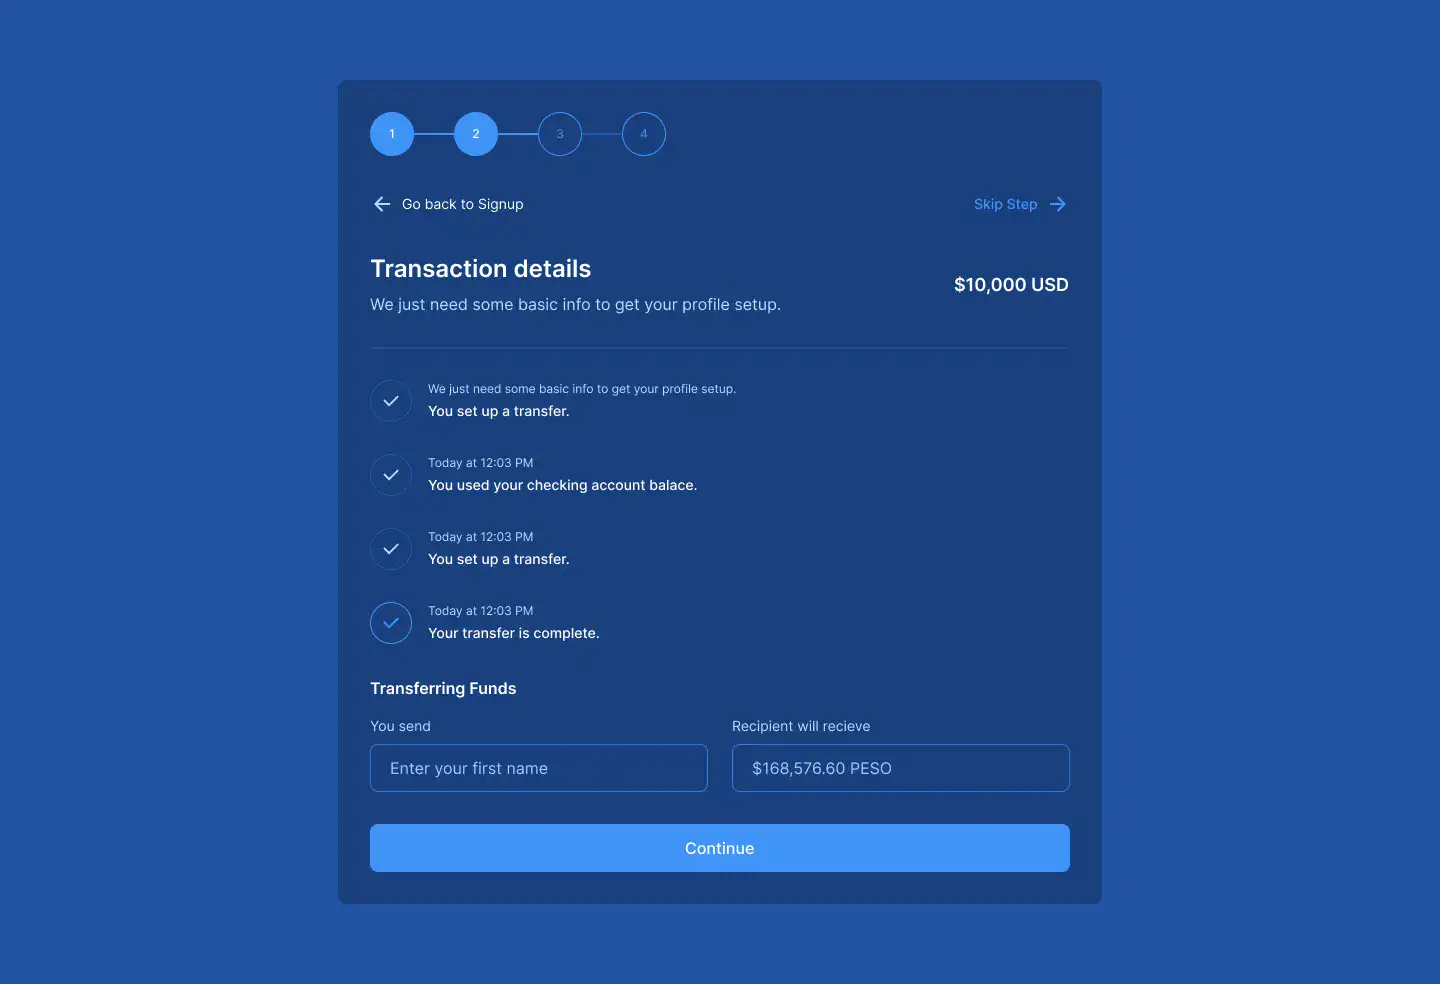 1 2 3 4
Go back to Signup
Skip Step
Transaction details
$10,000 USD
We just need some basic info to get your profile setup.
We just need some basic info to get your profile setup.
You set up a transfer.
Today at 12:03 PM
You used your checking account balace.
Today at 12:03 PM
You set up a transfer.
Today at 12:03 PM
Your transfer is complete.
Transferring Funds
You send
Enter your first name
Recipient will recieve
$168,576.60 PESO
Continue